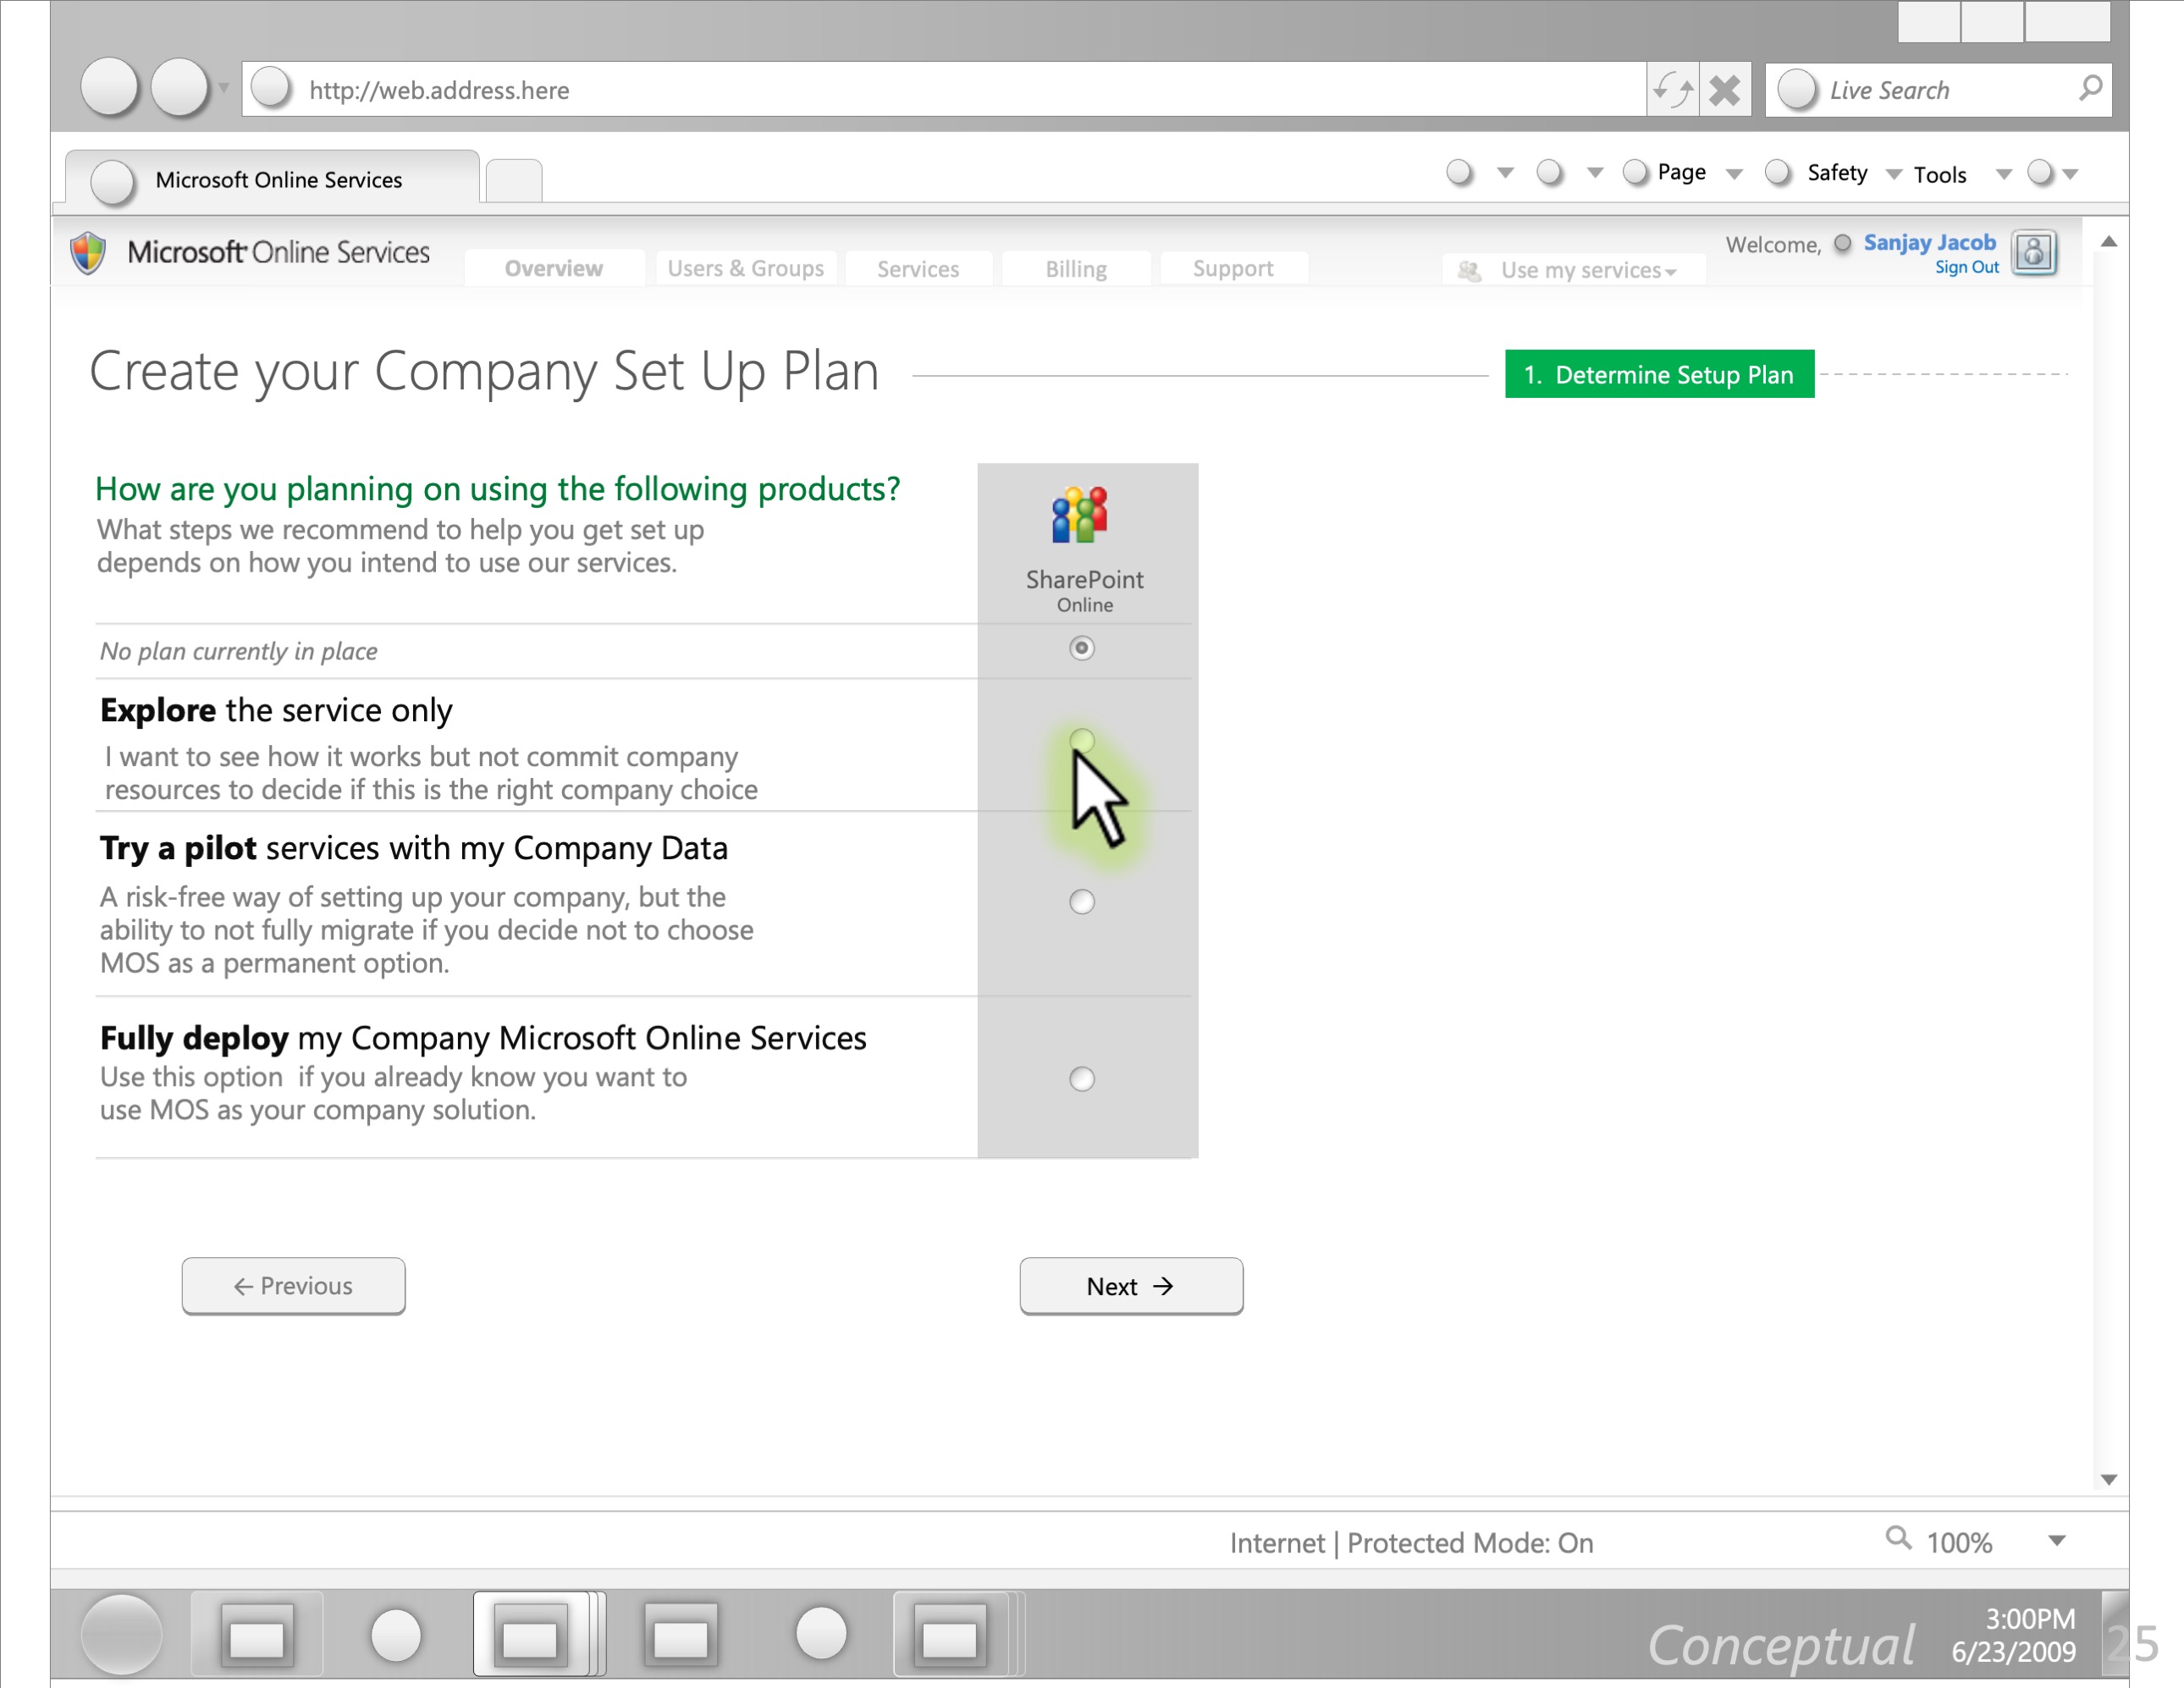 http://web.address.here
Live Search
Microsoft Online Services
Page
Safety
Tools
Microsoft Online Services
Overview
Users & Groups
Services
Billing
Support
Use my services
Welcome,
Sanjay Jacob
Sign Out
Create your Company Set Up Plan
1. Determine Setup Plan
How are you planning on using the following products?
What steps we recommend to help you get set up
depends on how you intend to use our services.
SharePoint
Online
No plan currently in place
Explore the service only
I want to see how it works but not commit company
resources to decide if this is the right company choice
Try a pilot services with my Company Data
A risk-free way of setting up your company, but the
ability to not fully migrate if you decide not to choose
MOS as a permanent option.
Fully deploy my Company Microsoft Online Services
Use this option  if you already know you want to
use MOS as your company solution.
← Previous
Next →
Internet | Protected Mode: On
100%
Conceptual
3:00PM
6/23/2009
25